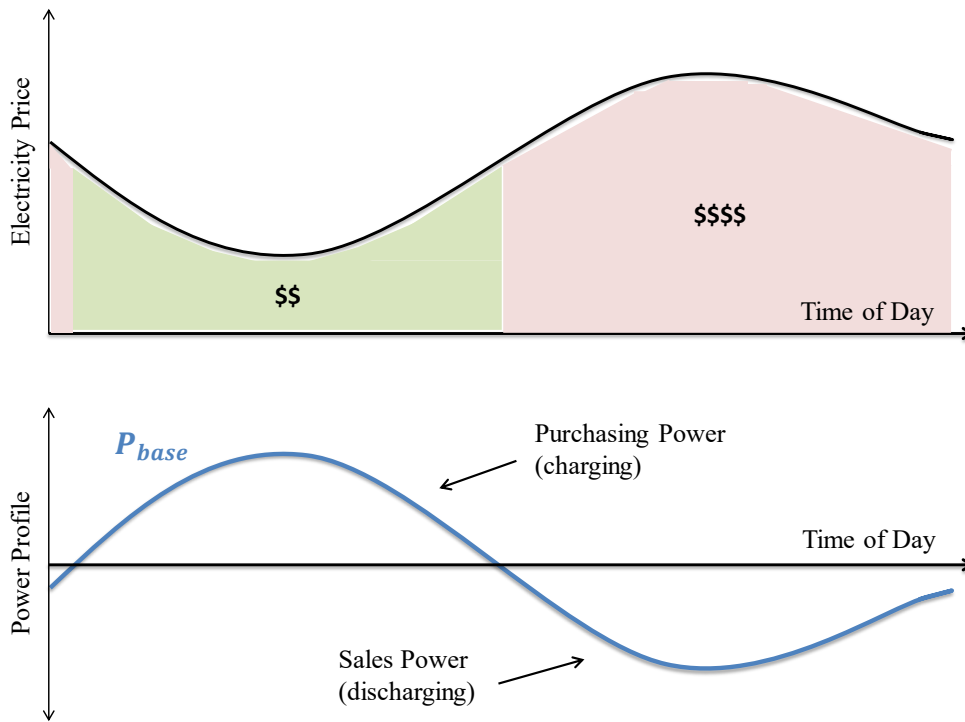 Electricity Price
$$$$
$$
Time of Day
P_base
Purchasing Power
(charging)
Time of Day
Power Profile
Sales Power
(discharging)